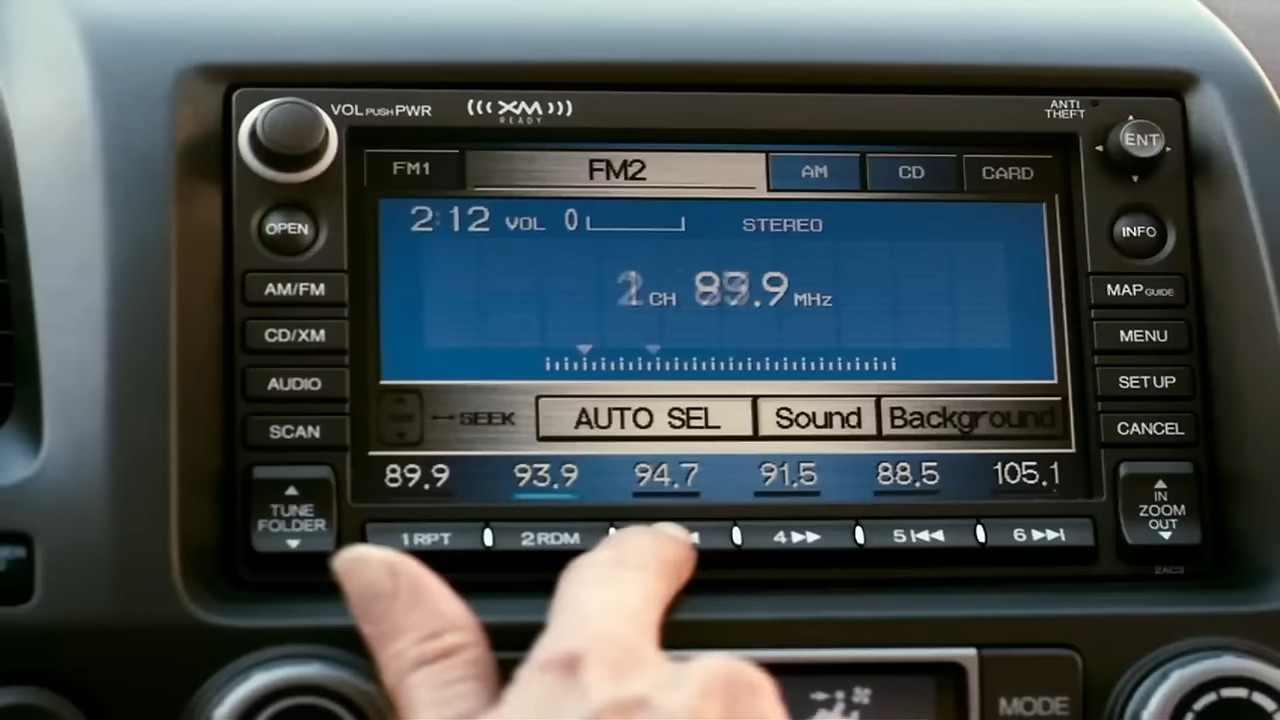 VOL PUSH PWR
XM
READY
ANTI THEFT
ENT
FM1 FM2 AM CD CARD
OPEN
2:12 VOL 0 STEREO
INFO
CH MHz
AM/FM
MAP GUIDE
CD/XM
MENU
AUDIO
SETUP
SCAN
CANCEL
SEEK AUTO SEL Sound Background
89.9 93.9 94.7 91.5 88.5 105.1
TUNE FOLDER
IN ZOOM OUT
1 RPT 2 RDM 4 5 6
2AC3
MODE